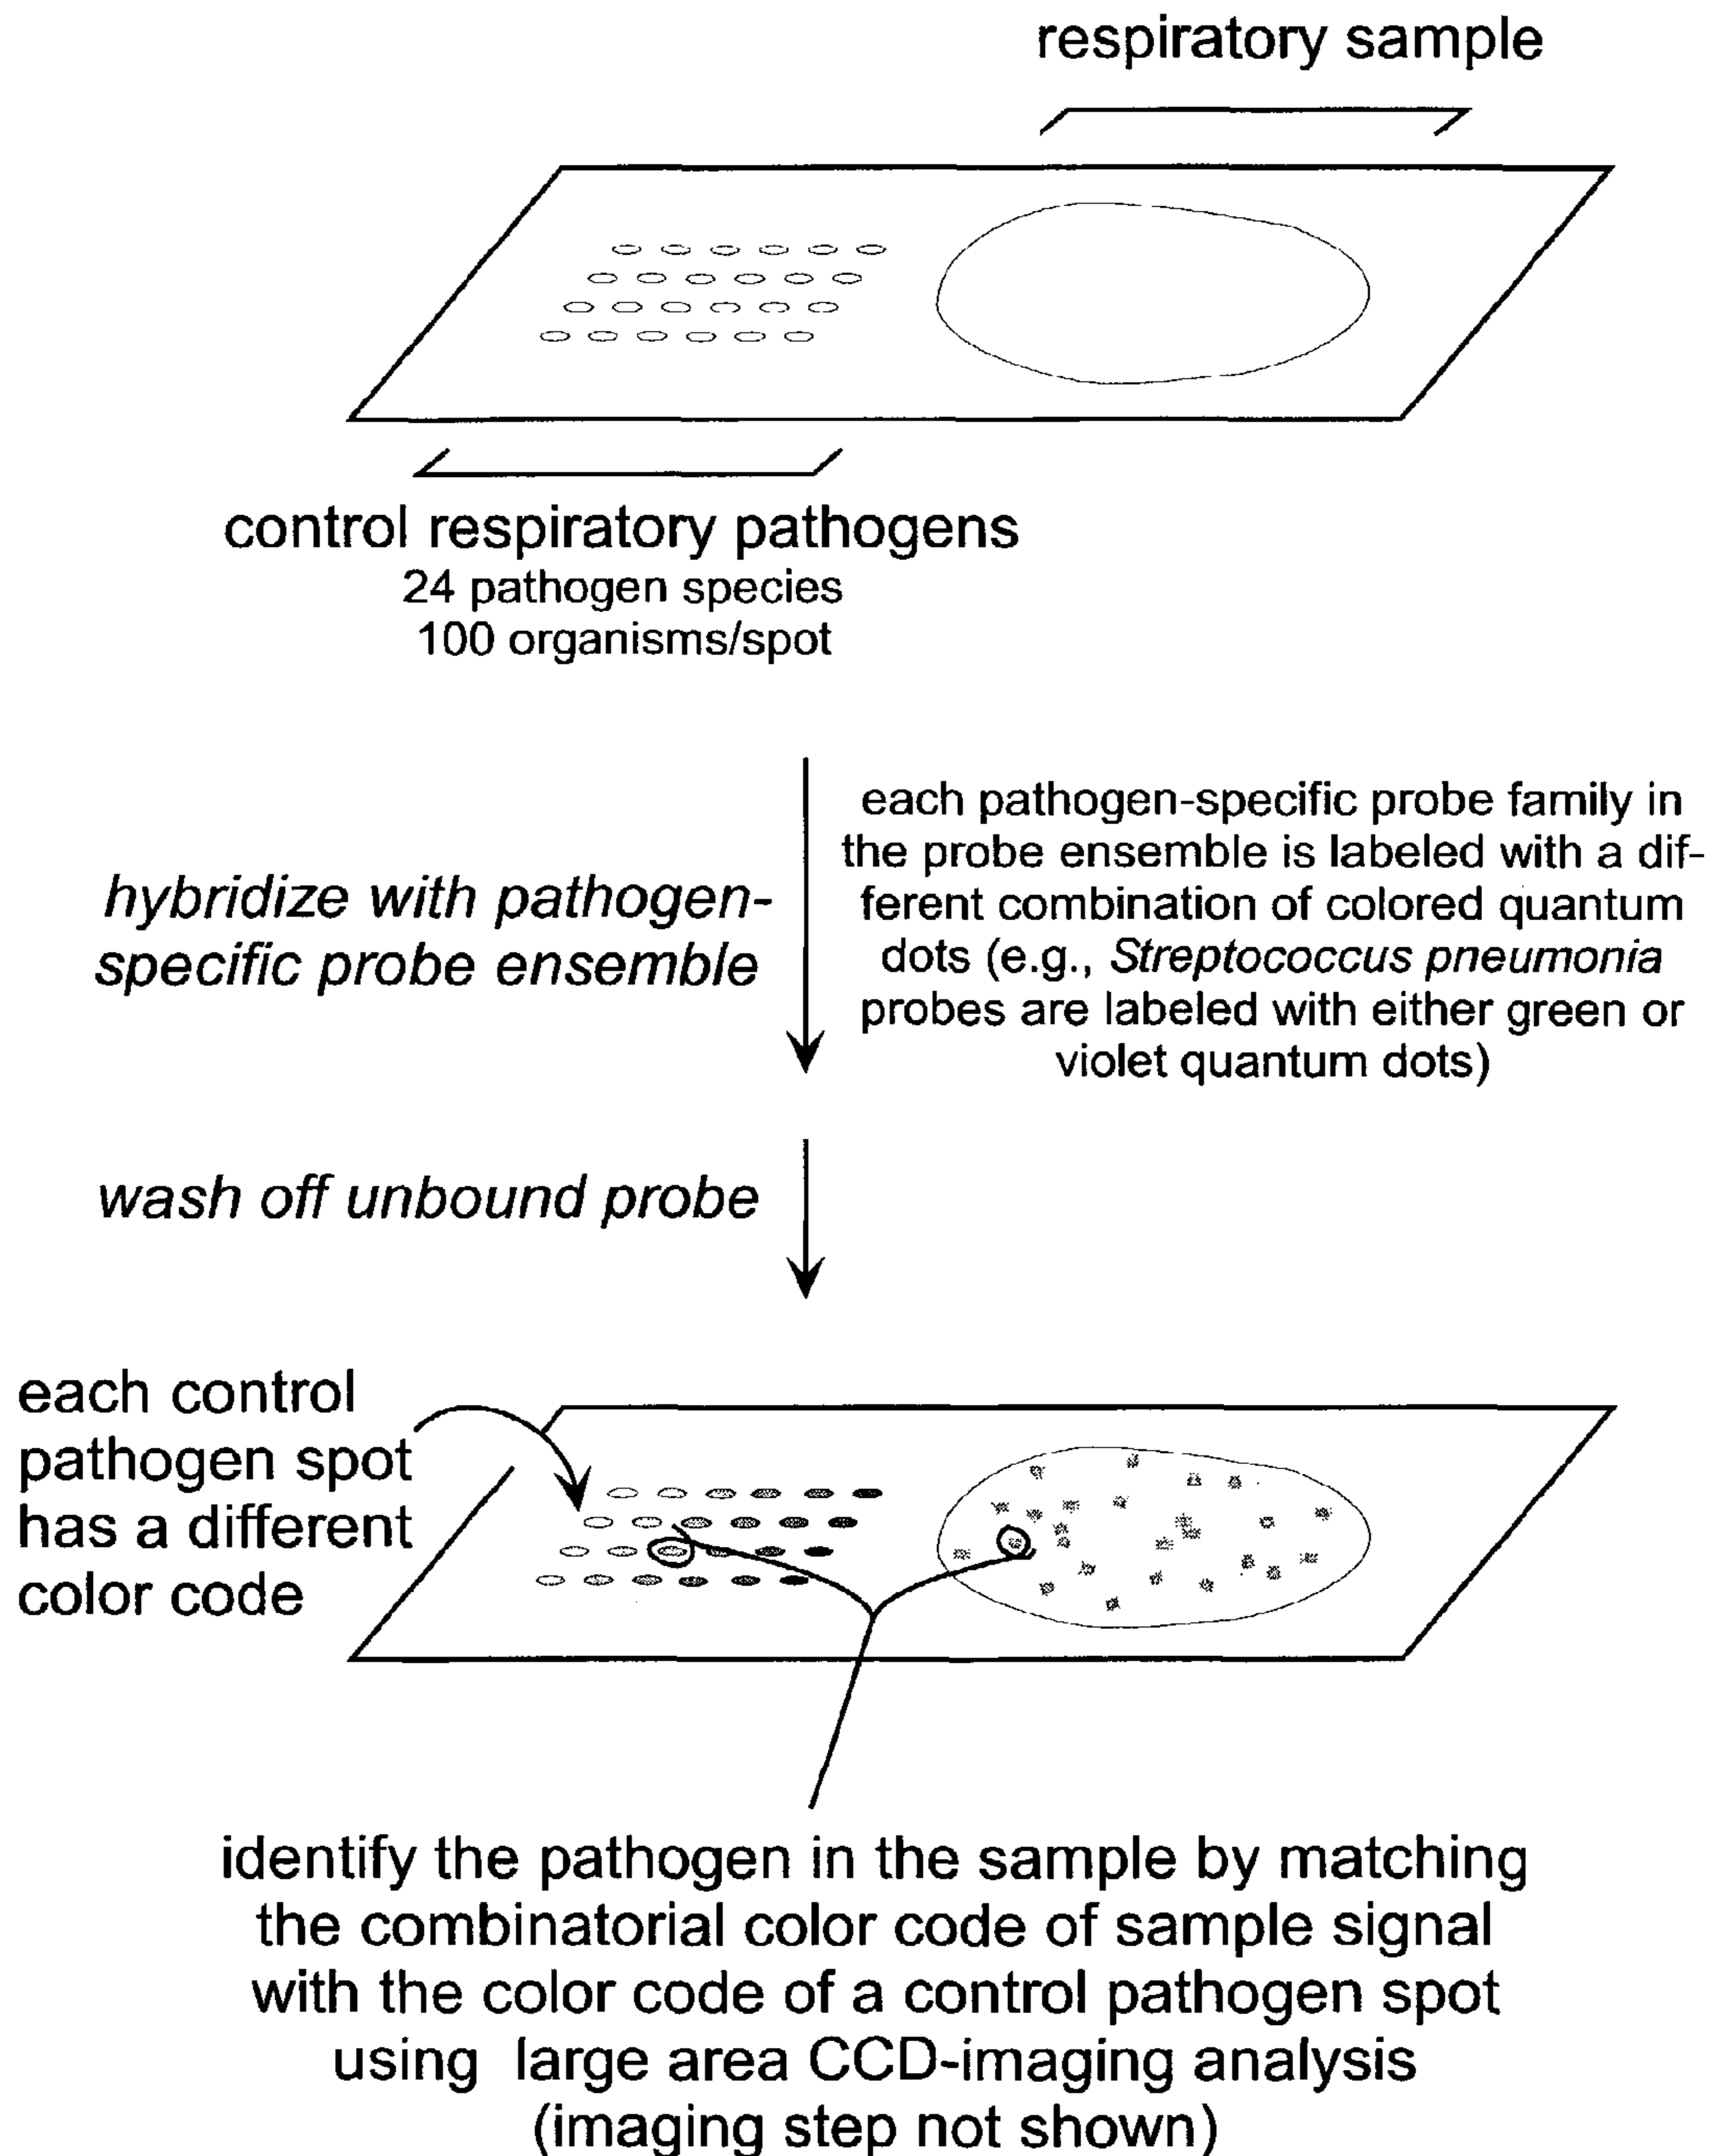 respiratory sample
control respiratory pathogens
24 pathogen species
100 organisms/spot
hybridize with pathogen-
specific probe ensemble
each pathogen-specific probe family in
the probe ensemble is labeled with a dif-
ferent combination of colored quantum
dots (e.g., Streptococcus pneumonia
probes are labeled with either green or
violet quantum dots)
wash off unbound probe
each control
pathogen spot
has a different
color code
identify the pathogen in the sample by matching
the combinatorial color code of sample signal
with the color code of a control pathogen spot
using large area CCD-imaging analysis
(imaging step not shown)